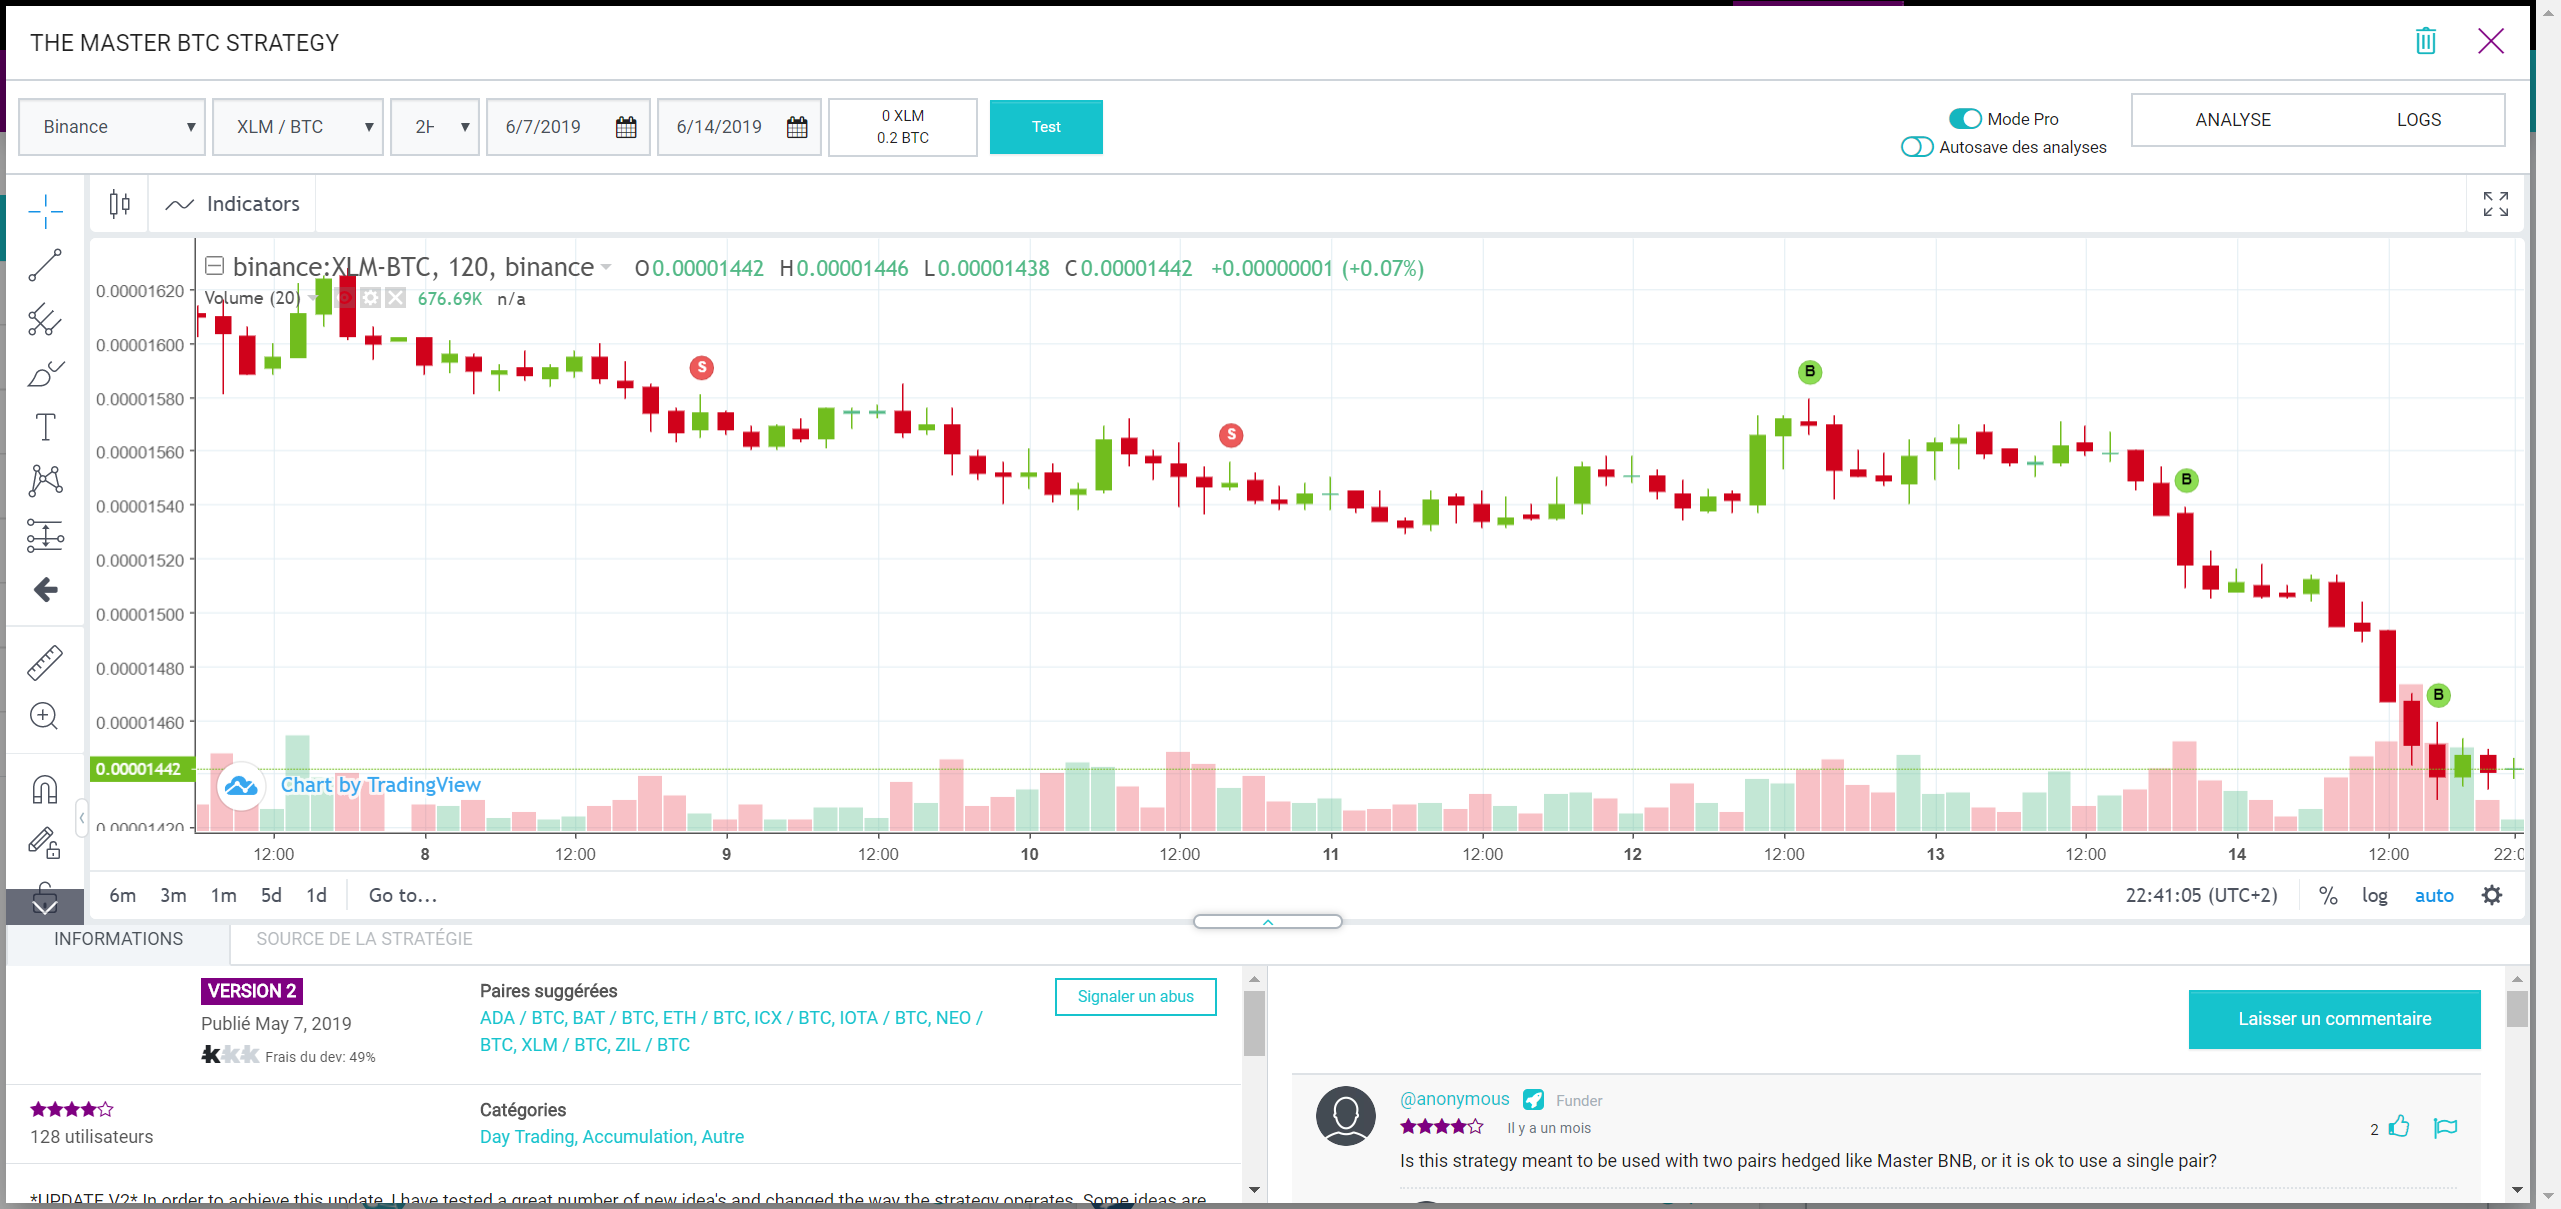 THE MASTER BTC STRATEGY
Binance
XLM / BTC
2H
6/7/2019
6/14/2019
0 XLM
0.2 BTC
Test
Mode Pro
Autosave des analyses
ANALYSE
LOGS
Indicators
binance:XLM-BTC, 120, binance O0.00001442 H0.00001446 L0.00001438 C0.00001442 +0.00000001 (+0.07%)
Volume (20) 676.69K n/a
0.00001620
0.00001600
0.00001580
0.00001560
0.00001540
0.00001520
0.00001500
0.00001480
0.00001460
0.00001442
0.00001420
S
S
B
B
B
Chart by TradingView
12:00 8 12:00 9 12:00 10 12:00 11 12:00 12 12:00 13 12:00 14 12:00 22:0
6m 3m 1m 5d 1d Go to... 22:41:05 (UTC+2) % log auto
INFORMATIONS
SOURCE DE LA STRATÉGIE
VERSION 2
Publié May 7, 2019
Frais du dev: 49%
Paires suggérées
ADA / BTC, BAT / BTC, ETH / BTC, ICX / BTC, IOTA / BTC, NEO /
BTC, XLM / BTC, ZIL / BTC
Signaler un abus
128 utilisateurs
Catégories
Day Trading, Accumulation, Autre
*UPDATE V2* In order to achieve this update, I have tested a great number of new idea's and changed the way the strategy operates. Some ideas are
Laisser un commentaire
@anonymous Funder
Il y a un mois
2
Is this strategy meant to be used with two pairs hedged like Master BNB, or it is ok to use a single pair?